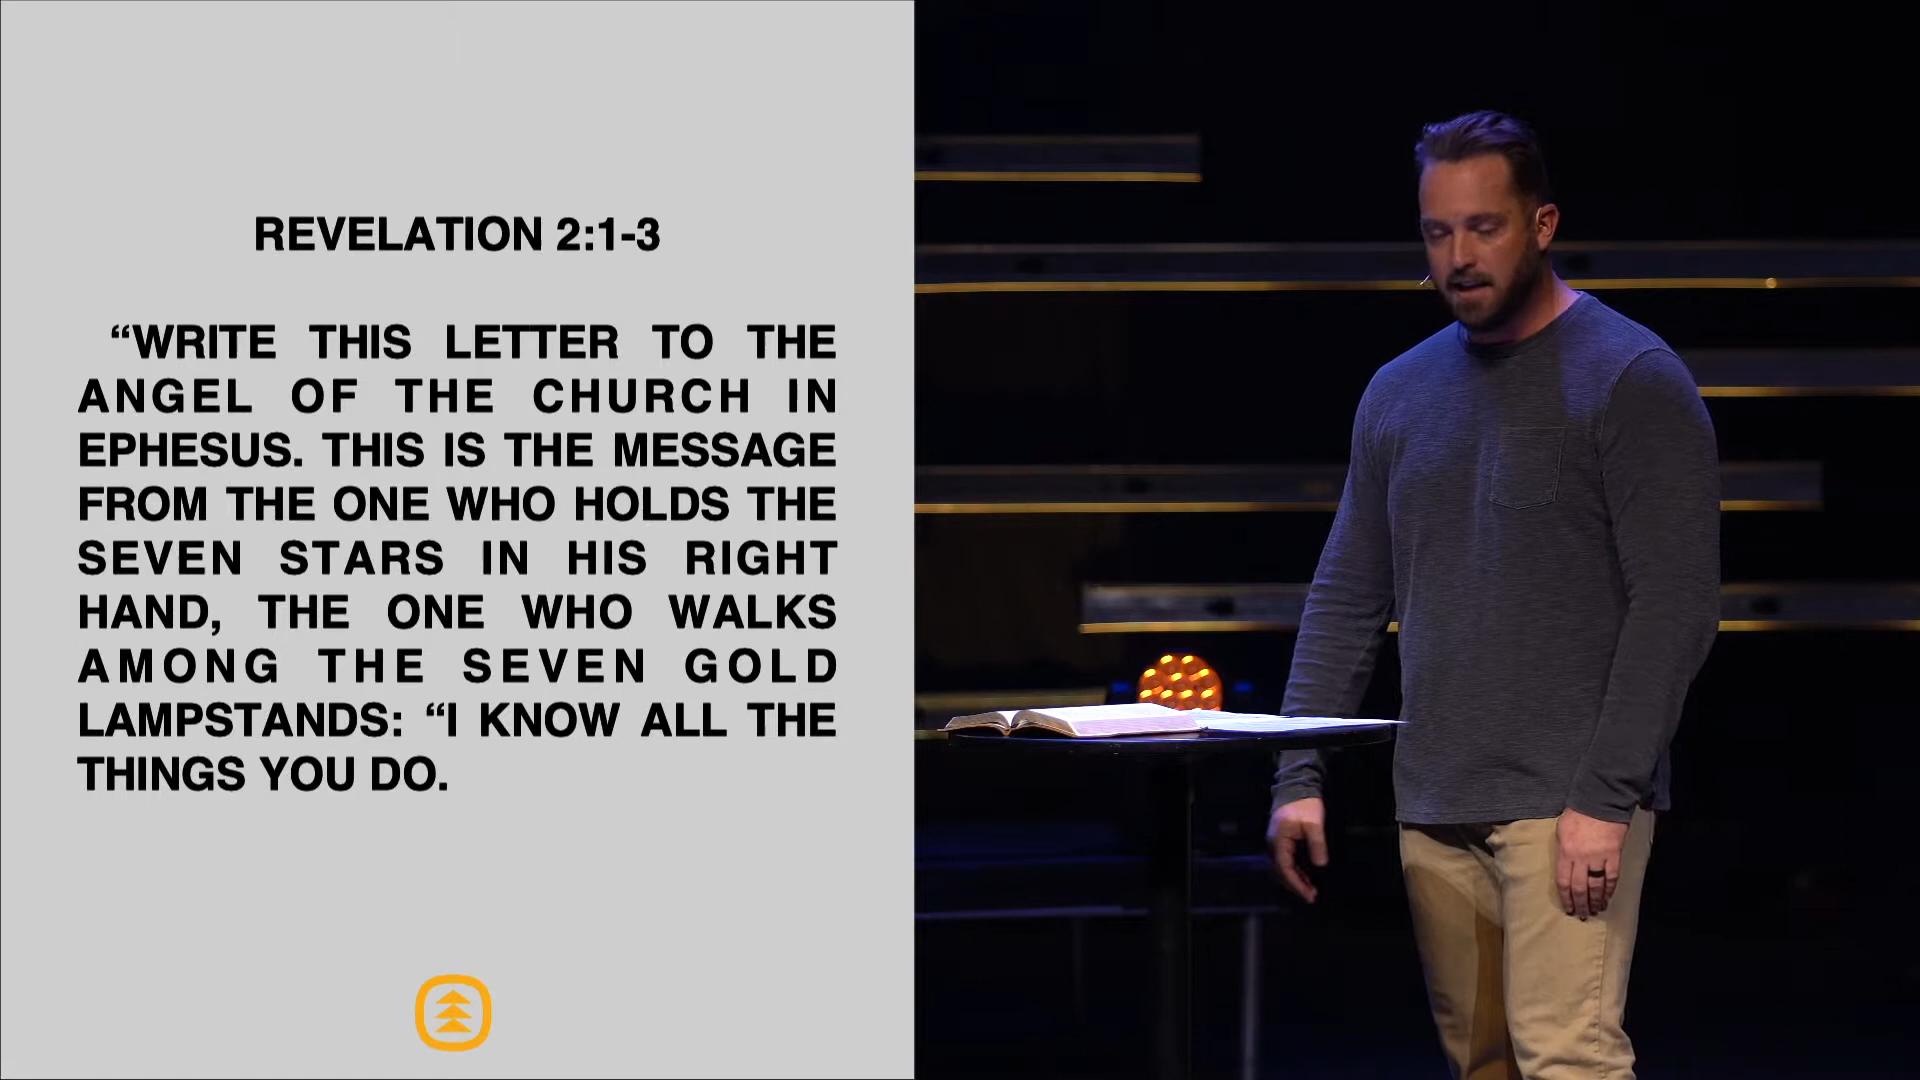 REVELATION 2:1-3
“WRITE THIS LETTER TO THE
ANGEL OF THE CHURCH IN
EPHESUS. THIS IS THE MESSAGE
FROM THE ONE WHO HOLDS THE
SEVEN STARS IN HIS RIGHT
HAND, THE ONE WHO WALKS
AMONG THE SEVEN GOLD
LAMPSTANDS: “I KNOW ALL THE
THINGS YOU DO.